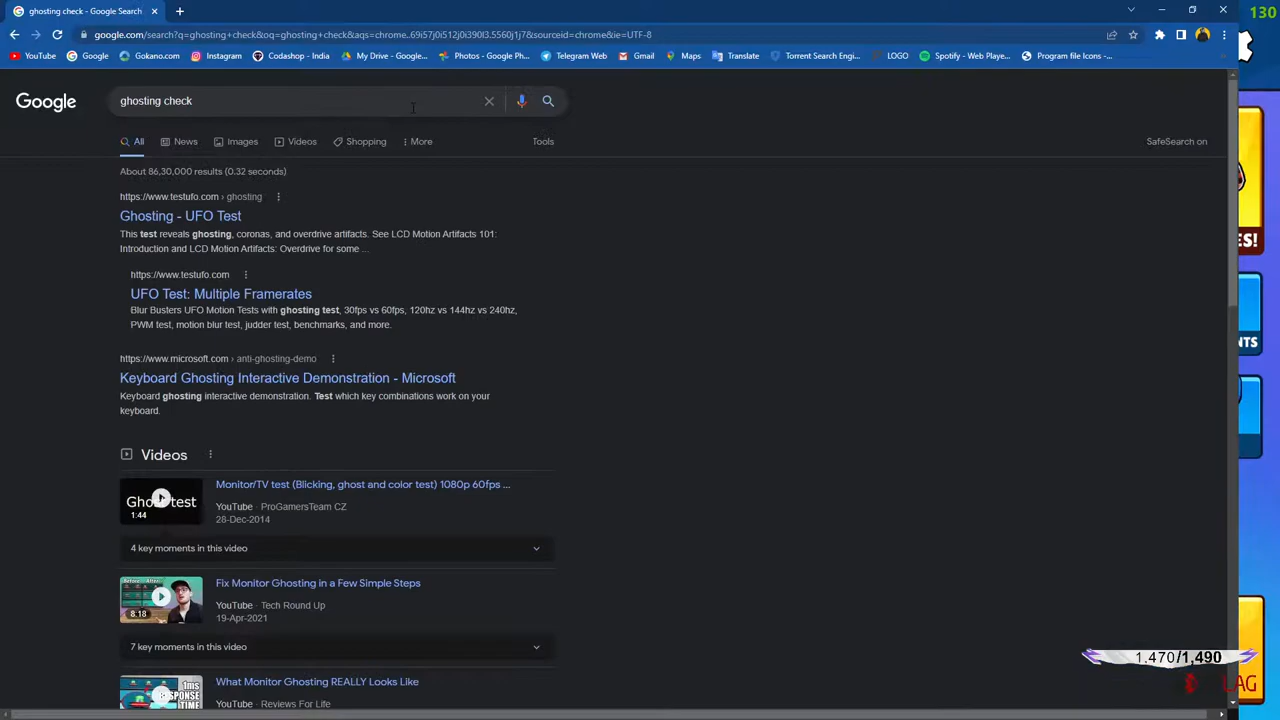 130
ghosting check - Google Search
google.com/search?q=ghosting+check&oq=ghosting+check&aqs=chrome..69i57j0i512j0i390l3.5560j1j7&sourceid=chrome&ie=UTF-8
YouTube Google Gokano.com Instagram Codashop - India My Drive - Google... Photos - Google Ph... Telegram Web Gmail Maps Translate Torrent Search Engi... LOGO Spotify - Web Playe... Program file Icons -...
Google
ghosting check
All News Images Videos Shopping More Tools SafeSearch on
About 86,30,000 results (0.32 seconds)
https://www.testufo.com › ghosting
Ghosting - UFO Test
This test reveals ghosting, coronas, and overdrive artifacts. See LCD Motion Artifacts 101:
Introduction and LCD Motion Artifacts: Overdrive for some ...
https://www.testufo.com
UFO Test: Multiple Framerates
Blur Busters UFO Motion Tests with ghosting test, 30fps vs 60fps, 120hz vs 144hz vs 240hz,
PWM test, motion blur test, judder test, benchmarks, and more.
https://www.microsoft.com › anti-ghosting-demo
Keyboard Ghosting Interactive Demonstration - Microsoft
Keyboard ghosting interactive demonstration. Test which key combinations work on your
keyboard.
Videos
Ghost test
1:44
Monitor/TV test (Blicking, ghost and color test) 1080p 60fps ...
YouTube · ProGamersTeam CZ
28-Dec-2014
4 key moments in this video
8:18
Fix Monitor Ghosting in a Few Simple Steps
YouTube · Tech Round Up
19-Apr-2021
7 key moments in this video
1ms
RESPONSE
TIME
What Monitor Ghosting REALLY Looks Like
YouTube · Reviews For Life
ES!
NTS
1,470/1,490
LAG